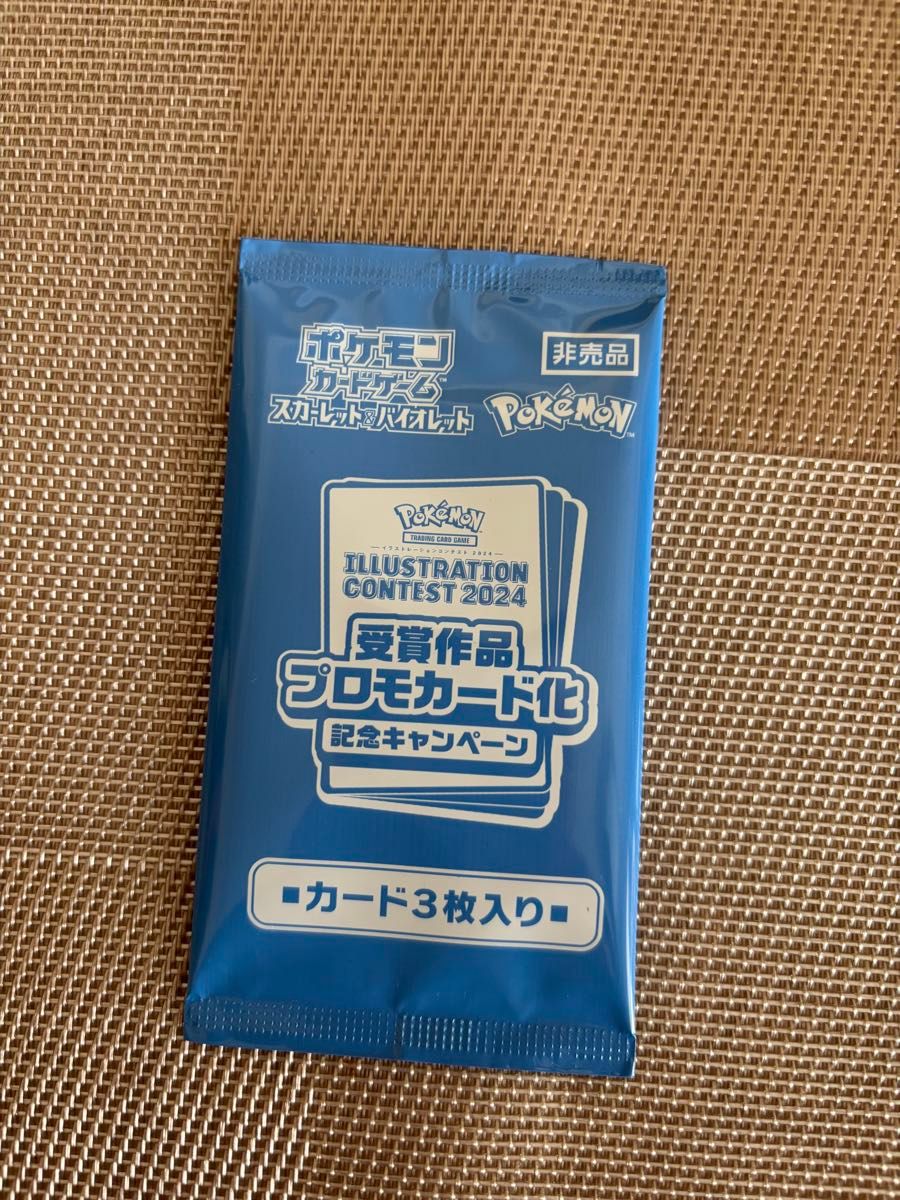 ポケモン
カードゲーム™
スカーレット&バイオレット
非売品
POKéMON™
POKéMON
TRADING CARD GAME
イラストレーションコンテスト 2024
ILLUSTRATION
CONTEST 2024
受賞作品
プロモカード化
記念キャンペーン
■カード3枚入り■